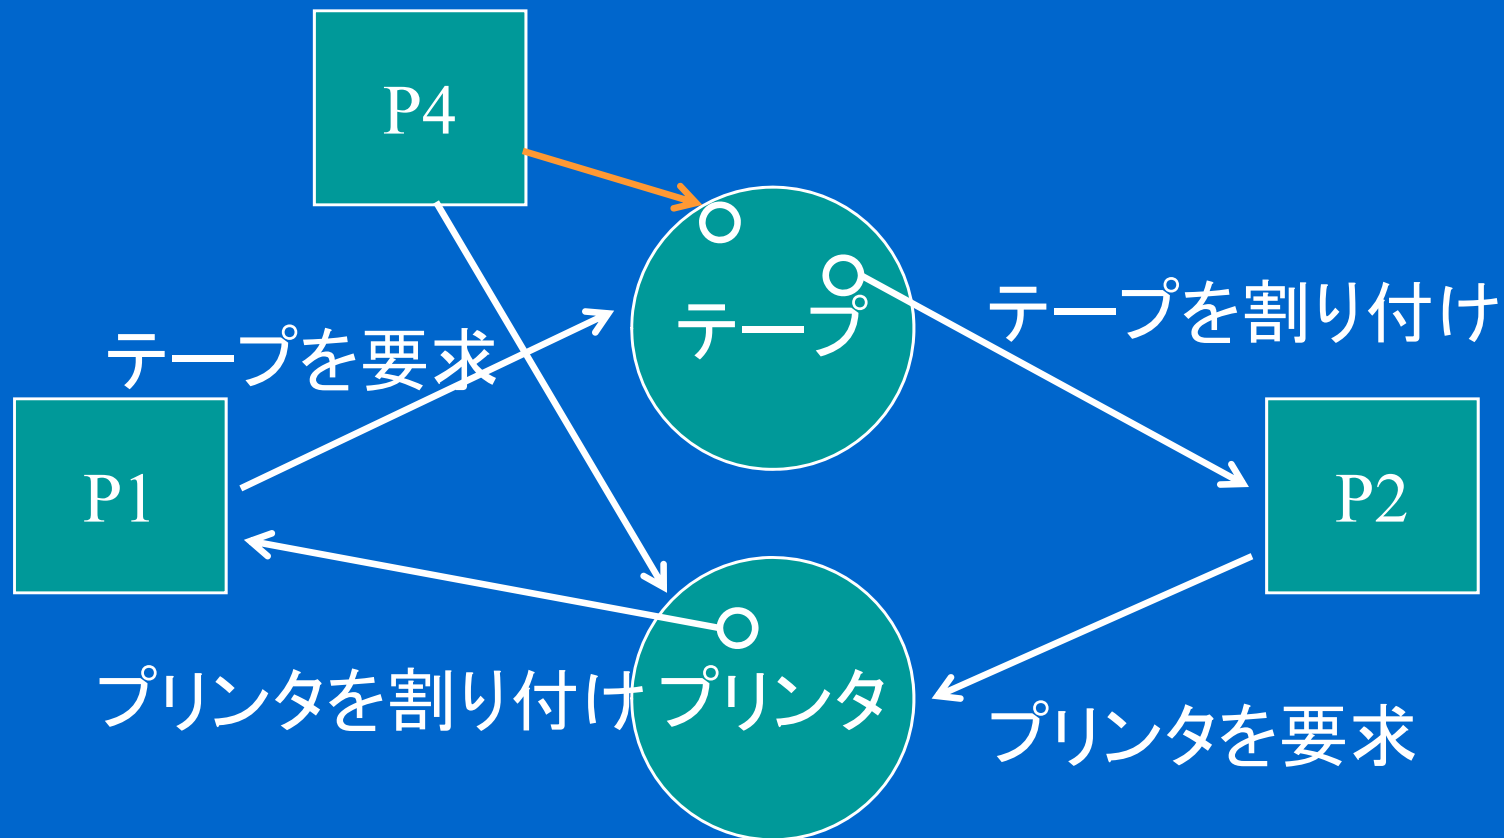 P4
テープを要求
テープ
テープを割り付け
P1
P2
プリンタを割り付け
プリンタ
プリンタを要求